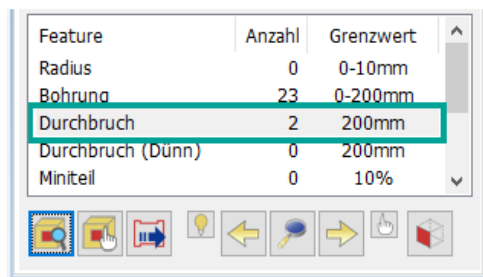 Feature Anzahl Grenzwert
Radius 0 0-10mm
Bohrung 23 0-200mm
Durchbruch 2 200mm
Durchbruch (Dünn) 0 200mm
Miniteil 0 10%